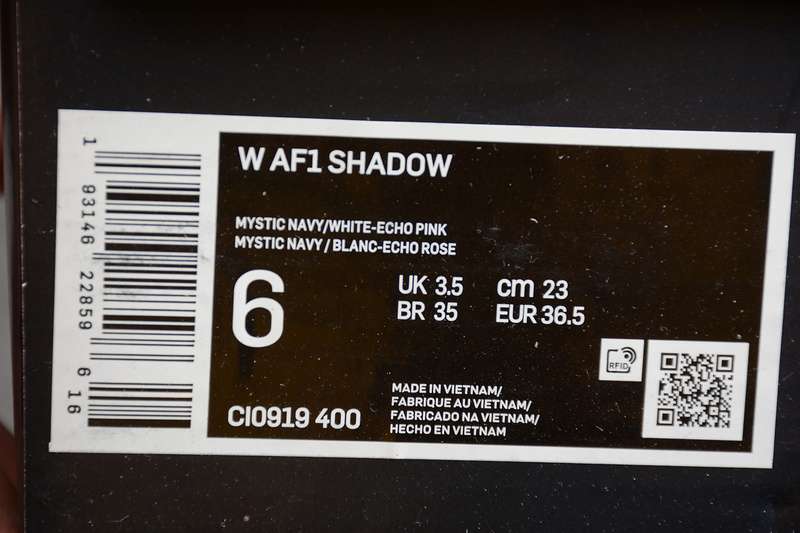 W AF1 SHADOW
MYSTIC NAVY/WHITE-ECHO PINK
MYSTIC NAVY / BLANC-ECHO ROSE
6
UK 3.5 cm 23
BR 35 EUR 36.5
RFID
MADE IN VIETNAM/
FABRIQUE AU VIETNAM/
FABRICADO NA VIETNAM/
HECHO EN VIETNAM
CI0919 400
1 93146 22859 6 16